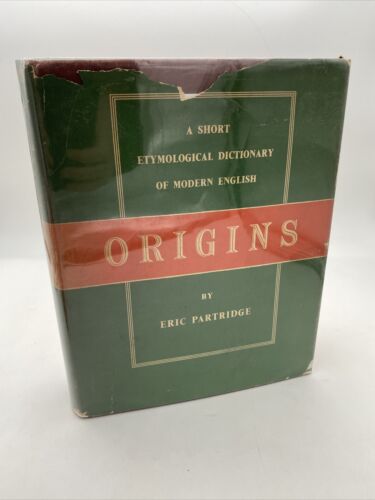 A SHORT
ETYMOLOGICAL DICTIONARY
OF MODERN ENGLISH
ORIGINS
BY
ERIC PARTRIDGE